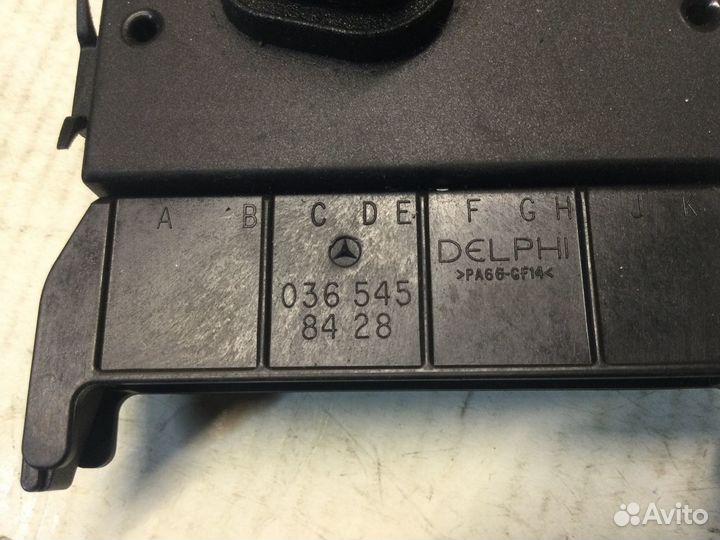 A B C D E F G H J K
036 545
84 28
DELPHI
>PA66-GF14<
Avito